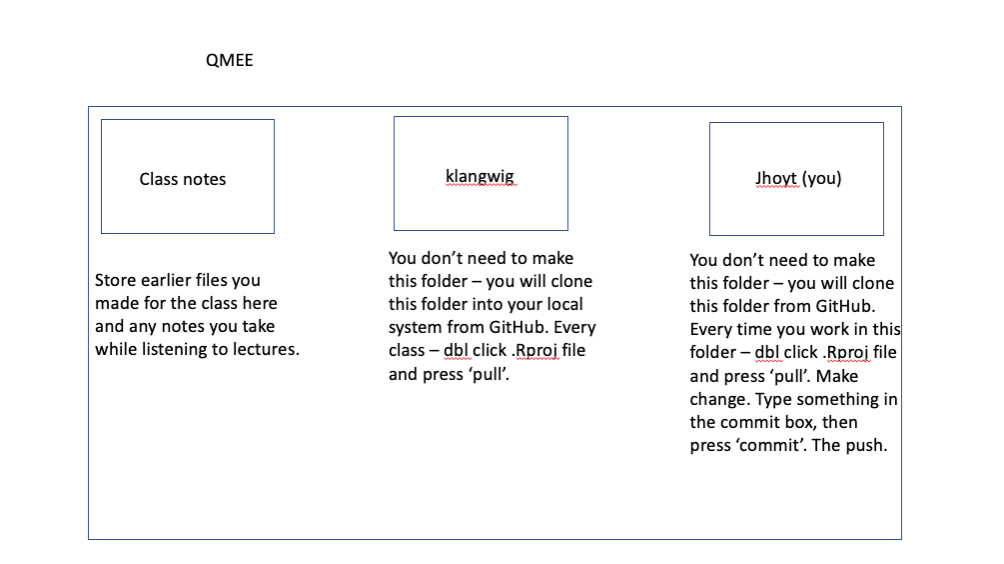 QMEE
Class notes
klangwig
Jhoyt (you)
Store earlier files you
made for the class here
and any notes you take
while listening to lectures.
You don’t need to make
this folder – you will clone
this folder into your local
system from GitHub. Every
class – dbl click .Rproj file
and press ‘pull’.
You don’t need to make
this folder – you will clone
this folder from GitHub.
Every time you work in this
folder – dbl click .Rproj file
and press ‘pull’. Make
change. Type something in
the commit box, then
press ‘commit’. The push.